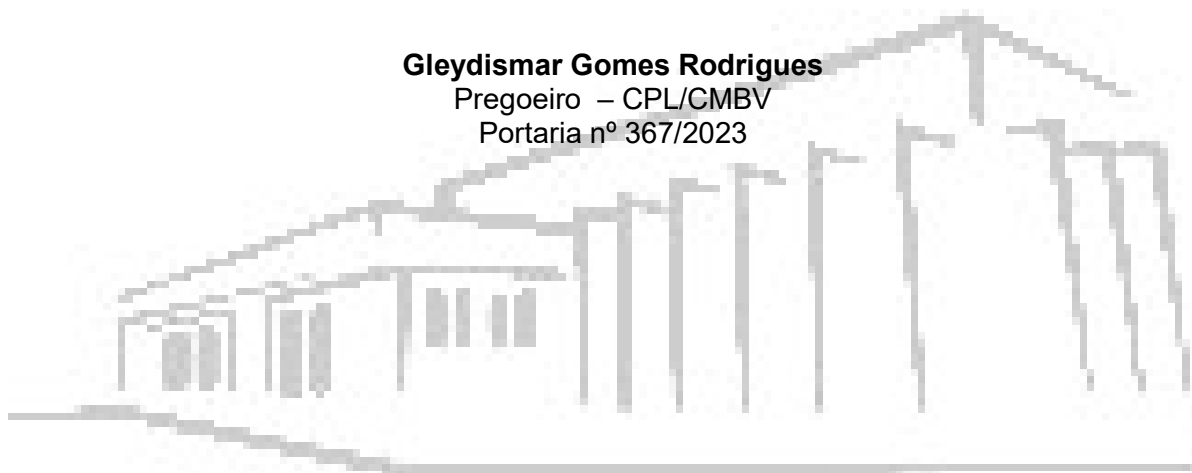 Gleydismar Gomes Rodrigues
Pregoeiro – CPL/CMBV
Portaria nº 367/2023